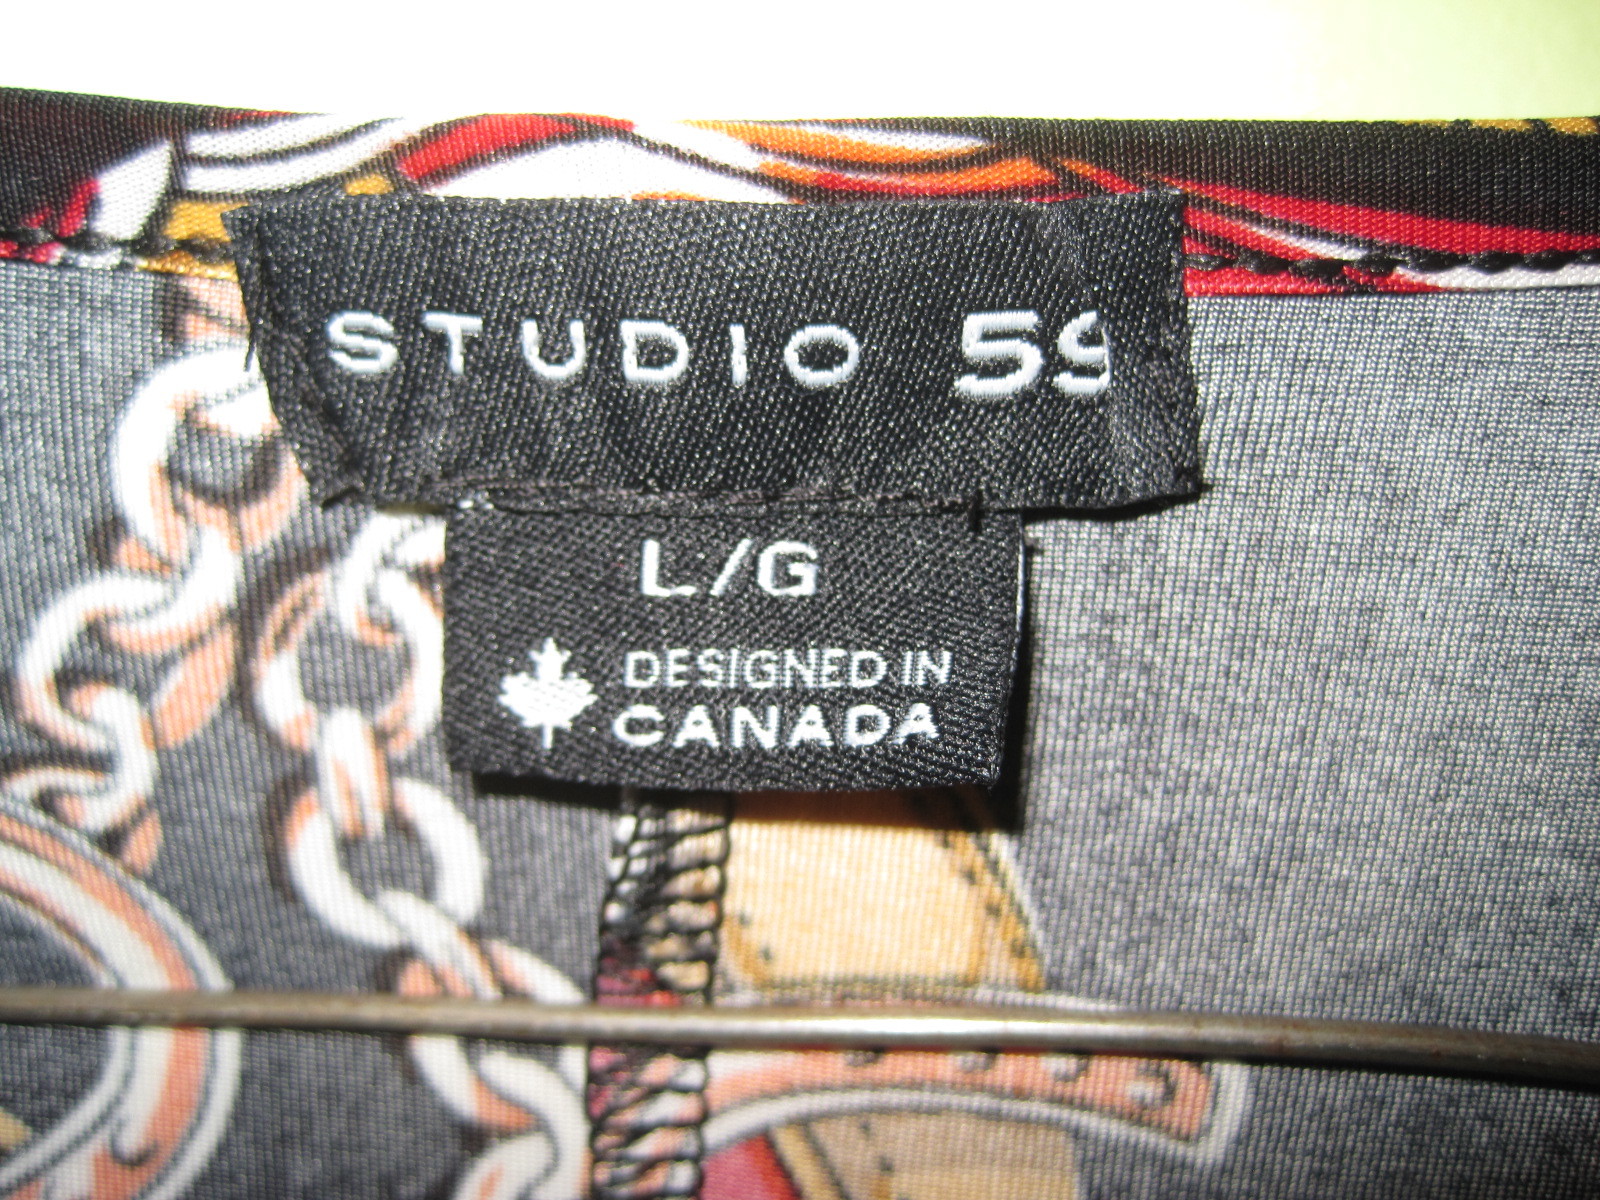 STUDIO 59
L/G
DESIGNED IN
CANADA